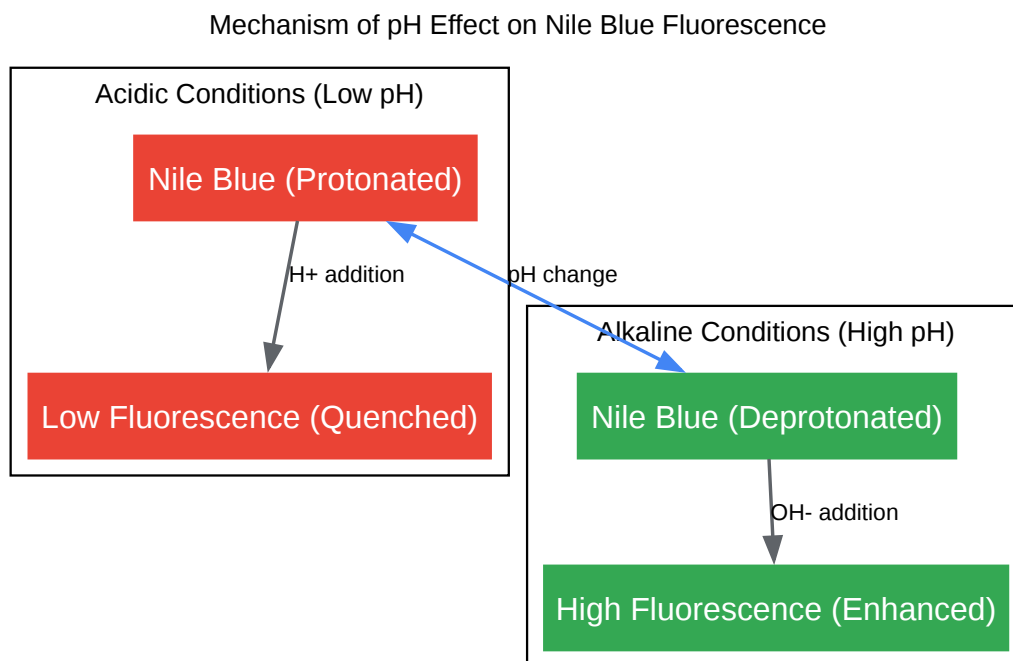 Mechanism of pH Effect on Nile Blue Fluorescence
Acidic Conditions (Low pH)
Nile Blue (Protonated)
H+ addition
pH change
Low Fluorescence (Quenched)
Alkaline Conditions (High pH)
Nile Blue (Deprotonated)
OH- addition
High Fluorescence (Enhanced)